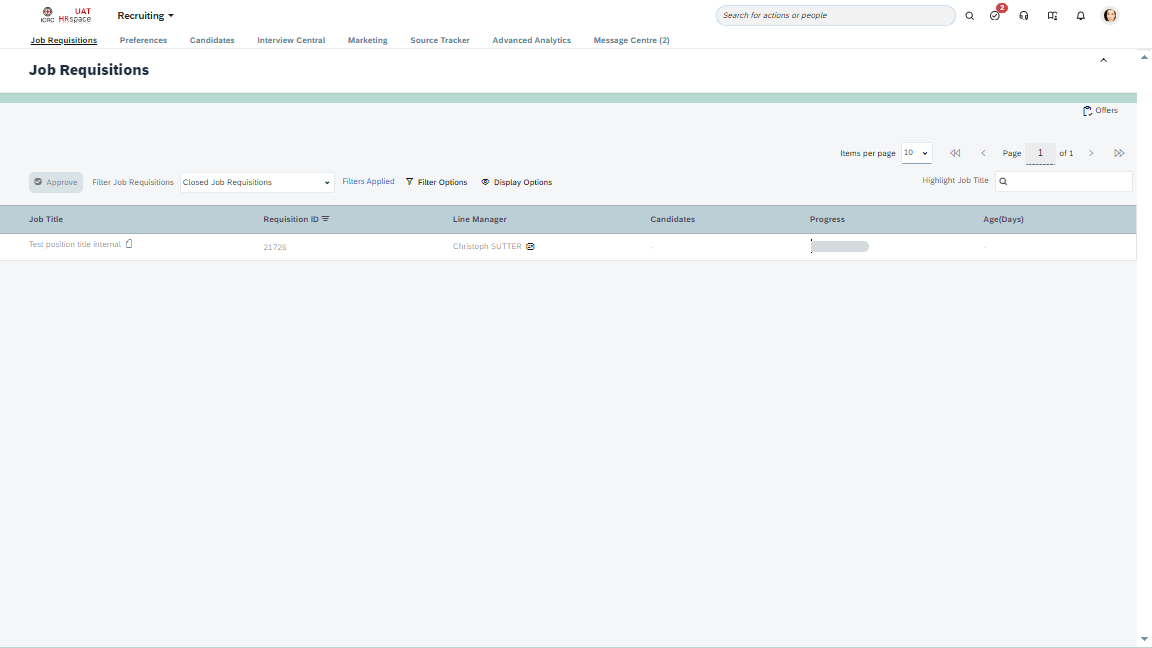 ICRC UAT HRspace Recruiting Search for actions or people 2
Job Requisitions Preferences Candidates Interview Central Marketing Source Tracker Advanced Analytics Message Centre (2)
Job Requisitions
Offers
Items per page 10 Page 1 of 1
Approve Filter Job Requisitions Closed Job Requisitions Filters Applied Filter Options Display Options Highlight Job Title
Job Title Requisition ID Line Manager Candidates Progress Age(Days)
Test position title internal 21726 Christoph SUTTER - -